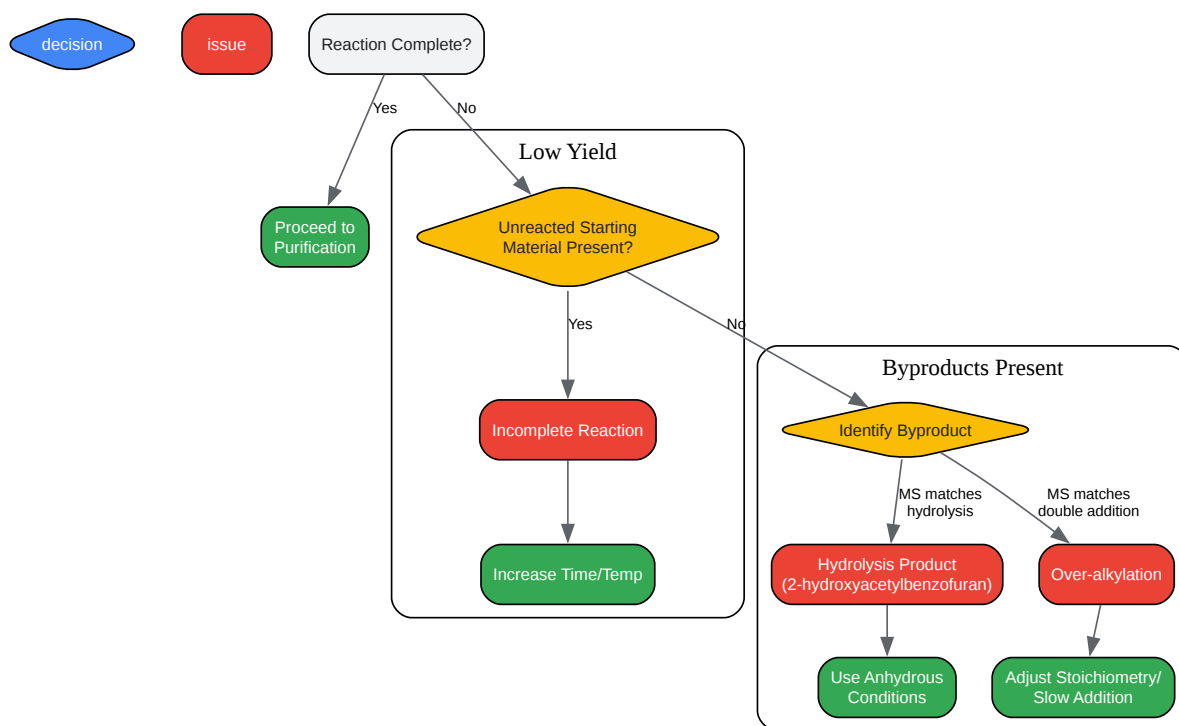 decision
issue
Reaction Complete?
Yes
No
Low Yield
Proceed to
Purification
Unreacted Starting
Material Present?
Yes
No
Byproducts Present
Incomplete Reaction
Identify Byproduct
MS matches
hydrolysis
MS matches
double addition
Increase Time/Temp
Hydrolysis Product
(2-hydroxyacetylbenzofuran)
Over-alkylation
Use Anhydrous
Conditions
Adjust Stoichiometry/
Slow Addition